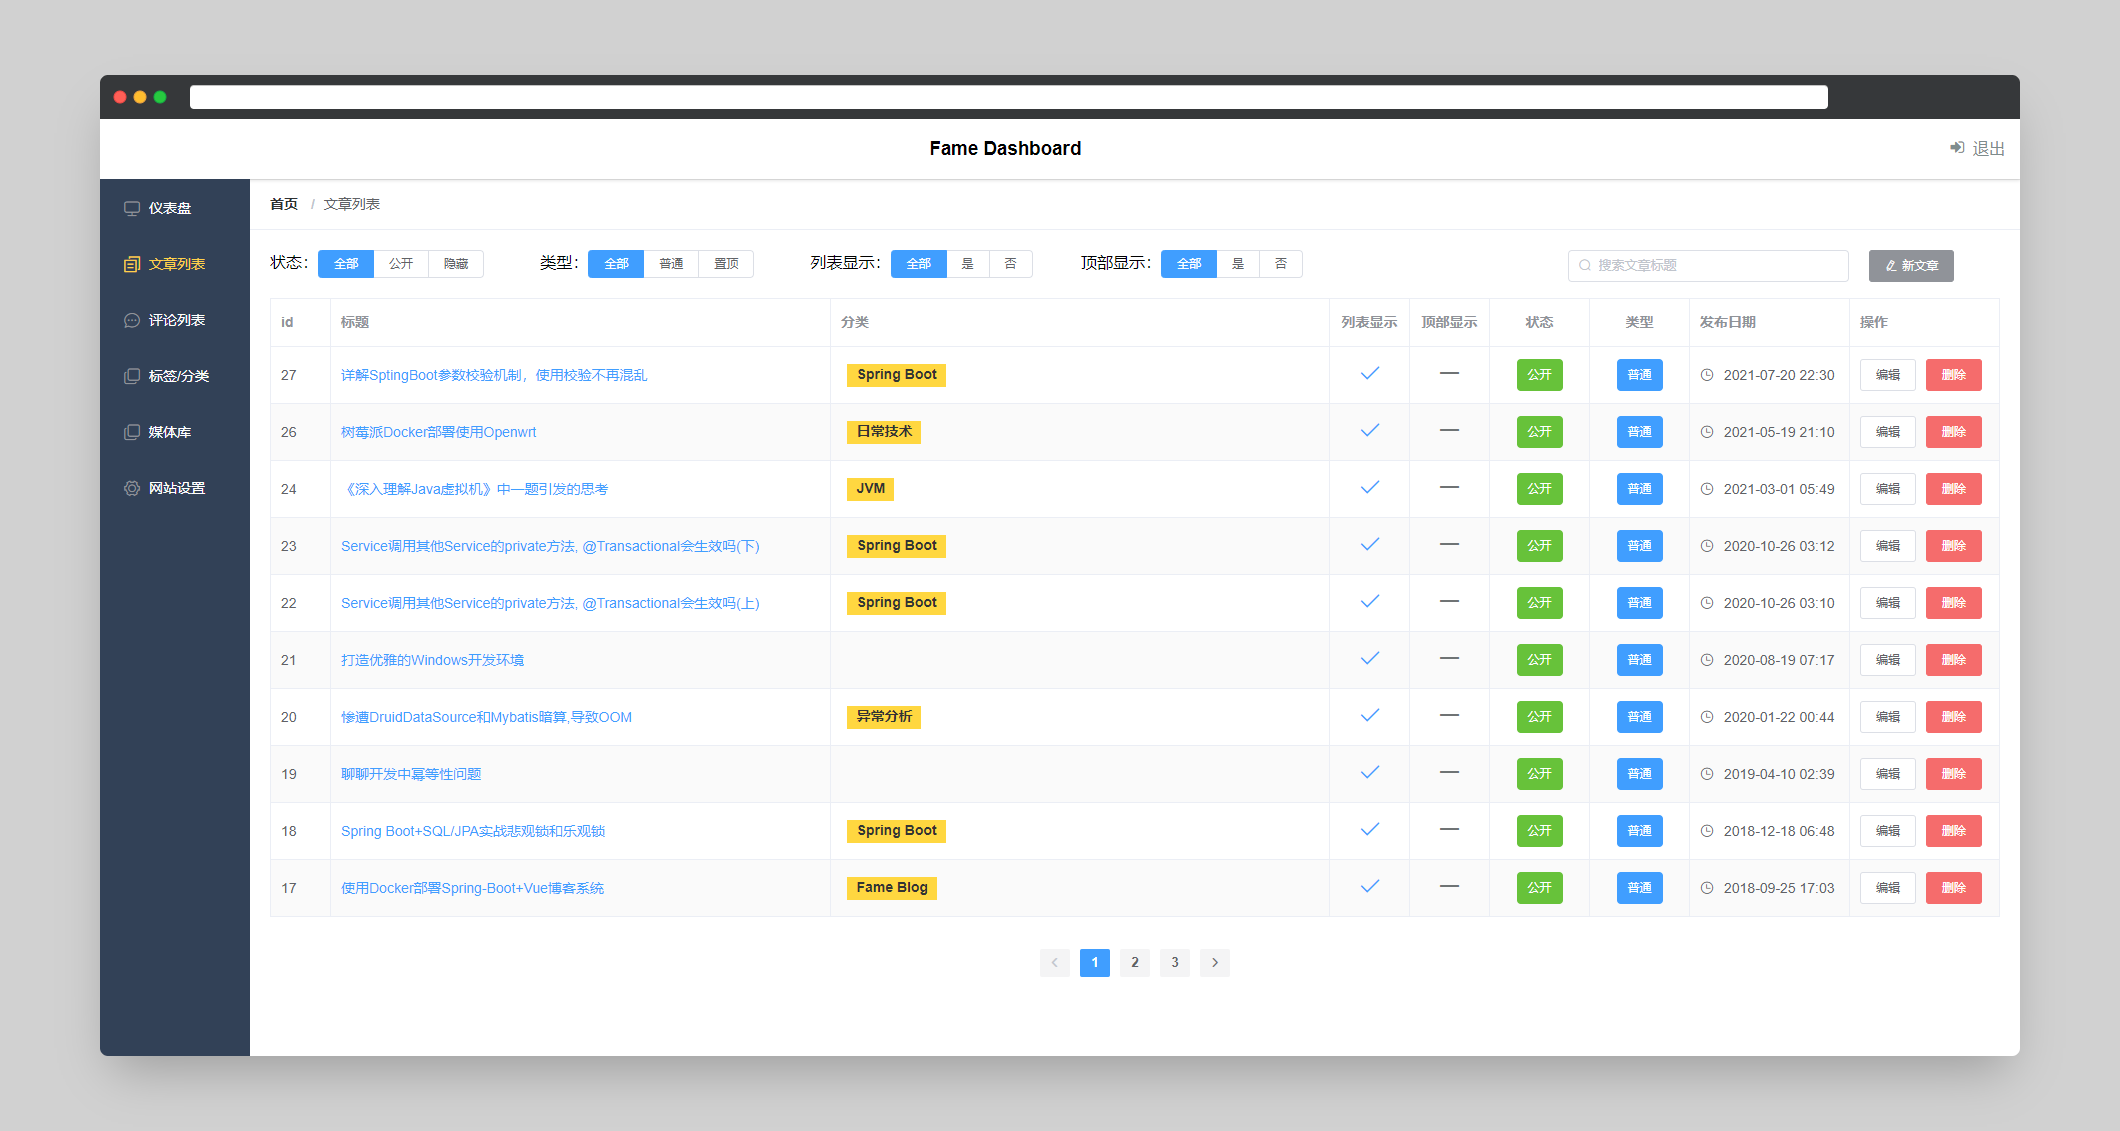 Fame Dashboard
退出
仪表盘
文章列表
评论列表
标签/分类
媒体库
网站设置
首页 / 文章列表
状态: 全部 公开 隐藏 类型: 全部 普通 置顶 列表显示: 全部 是 否 顶部显示: 全部 是 否 搜索文章标题 新文章
id 标题 分类 列表显示 顶部显示 状态 类型 发布日期 操作
27 详解SptingBoot参数校验机制，使用校验不再混乱 Spring Boot 公开 普通 2021-07-20 22:30 编辑 删除
26 树莓派Docker部署使用Openwrt 日常技术 公开 普通 2021-05-19 21:10 编辑 删除
24 《深入理解Java虚拟机》中一题引发的思考 JVM 公开 普通 2021-03-01 05:49 编辑 删除
23 Service调用其他Service的private方法, @Transactional会生效吗(下) Spring Boot 公开 普通 2020-10-26 03:12 编辑 删除
22 Service调用其他Service的private方法, @Transactional会生效吗(上) Spring Boot 公开 普通 2020-10-26 03:10 编辑 删除
21 打造优雅的Windows开发环境 公开 普通 2020-08-19 07:17 编辑 删除
20 惨遭DruidDataSource和Mybatis暗算,导致OOM 异常分析 公开 普通 2020-01-22 00:44 编辑 删除
19 聊聊开发中幂等性问题 公开 普通 2019-04-10 02:39 编辑 删除
18 Spring Boot+SQL/JPA实战悲观锁和乐观锁 Spring Boot 公开 普通 2018-12-18 06:48 编辑 删除
17 使用Docker部署Spring-Boot+Vue博客系统 Fame Blog 公开 普通 2018-09-25 17:03 编辑 删除
1 2 3